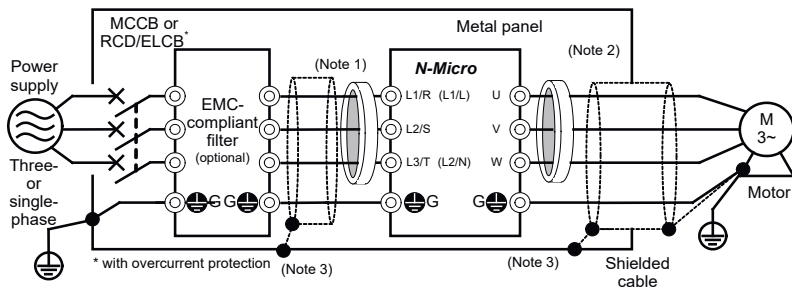 MCCB or
RCD/ELCB*
Metal panel
Power
supply
(Note 1)
N-Micro
(Note 2)
EMC-
compliant
filter
(optional)
L1/R (L1/L)
U
L2/S
V
L3/T (L2/N)
W
M
3~
Three-
or
single-
phase
G
G
G
G
Motor
* with overcurrent protection
(Note 3)
(Note 3)
Shielded
cable